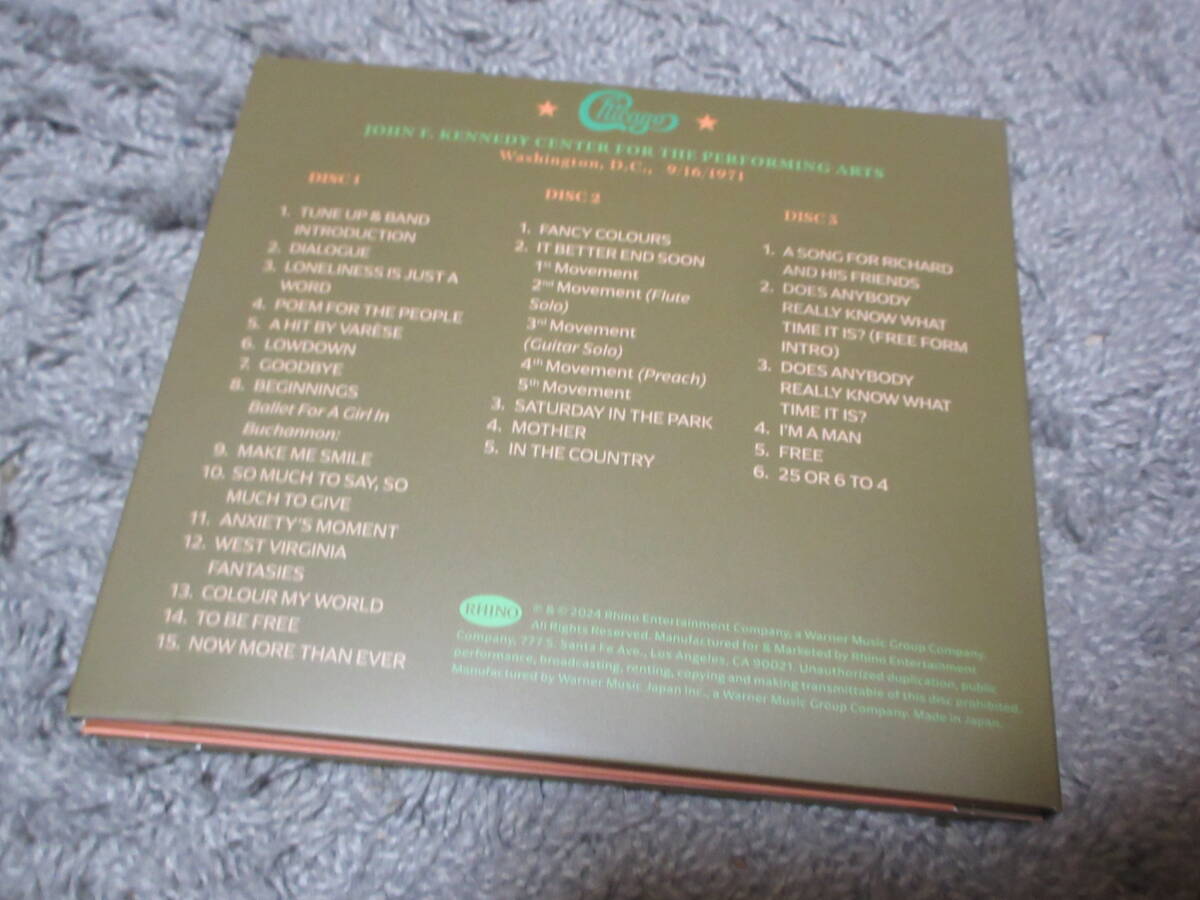 Chicago
JOHN F. KENNEDY CENTER FOR THE PERFORMING ARTS
Washington, D.C., 9/16/1971
DISC 1
1. TUNE UP & BAND
INTRODUCTION
2. DIALOGUE
3. LONELINESS IS JUST A
WORD
4. POEM FOR THE PEOPLE
5. A HIT BY VARÈSE
6. LOWDOWN
7. GOODBYE
8. BEGINNINGS
Ballet For A Girl In
Buchannon:
9. MAKE ME SMILE
10. SO MUCH TO SAY, SO
MUCH TO GIVE
11. ANXIETY'S MOMENT
12. WEST VIRGINIA
FANTASIES
13. COLOUR MY WORLD
14. TO BE FREE
15. NOW MORE THAN EVER
DISC 2
1. FANCY COLOURS
2. IT BETTER END SOON
1st Movement
2nd Movement (Flute
Solo)
3rd Movement
(Guitar Solo)
4th Movement (Preach)
5th Movement
3. SATURDAY IN THE PARK
4. MOTHER
5. IN THE COUNTRY
DISC 3
1. A SONG FOR RICHARD
AND HIS FRIENDS
2. DOES ANYBODY
REALLY KNOW WHAT
TIME IT IS? (FREE FORM
INTRO)
3. DOES ANYBODY
REALLY KNOW WHAT
TIME IT IS?
4. I'M A MAN
5. FREE
6. 25 OR 6 TO 4
RHINO
℗ & © 2024 Rhino Entertainment Company, a Warner Music Group Company.
All Rights Reserved. Manufactured for & Marketed by Rhino Entertainment
Company, 777 S. Santa Fe Ave., Los Angeles, CA 90021. Unauthorized duplication, public
performance, broadcasting, renting, copying and making transmittable of this disc prohibited.
Manufactured by Warner Music Japan Inc., a Warner Music Group Company. Made in Japan.